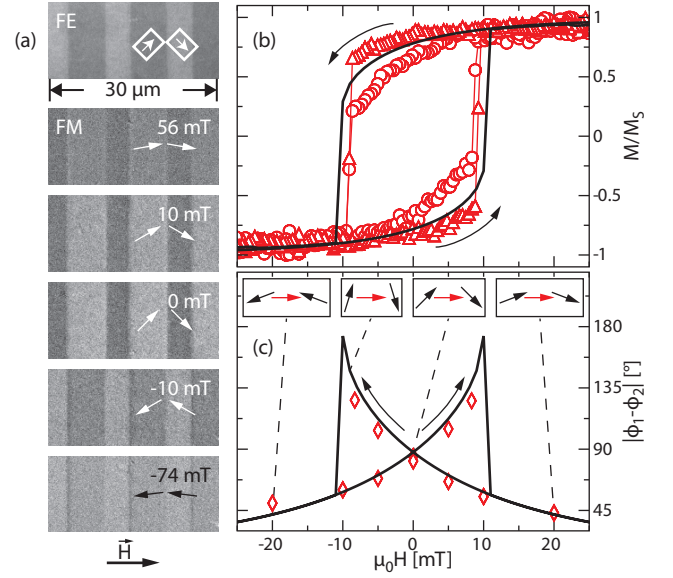 (a)
FE
30 μm
FM
56 mT
10 mT
0 mT
-10 mT
-74 mT
H
(b)
1
0.5
0
-0.5
-1
M/M_S
(c)
180
135
90
45
|ϕ₁-ϕ₂| [°]
-20
-10
0
10
20
μ₀H [mT]